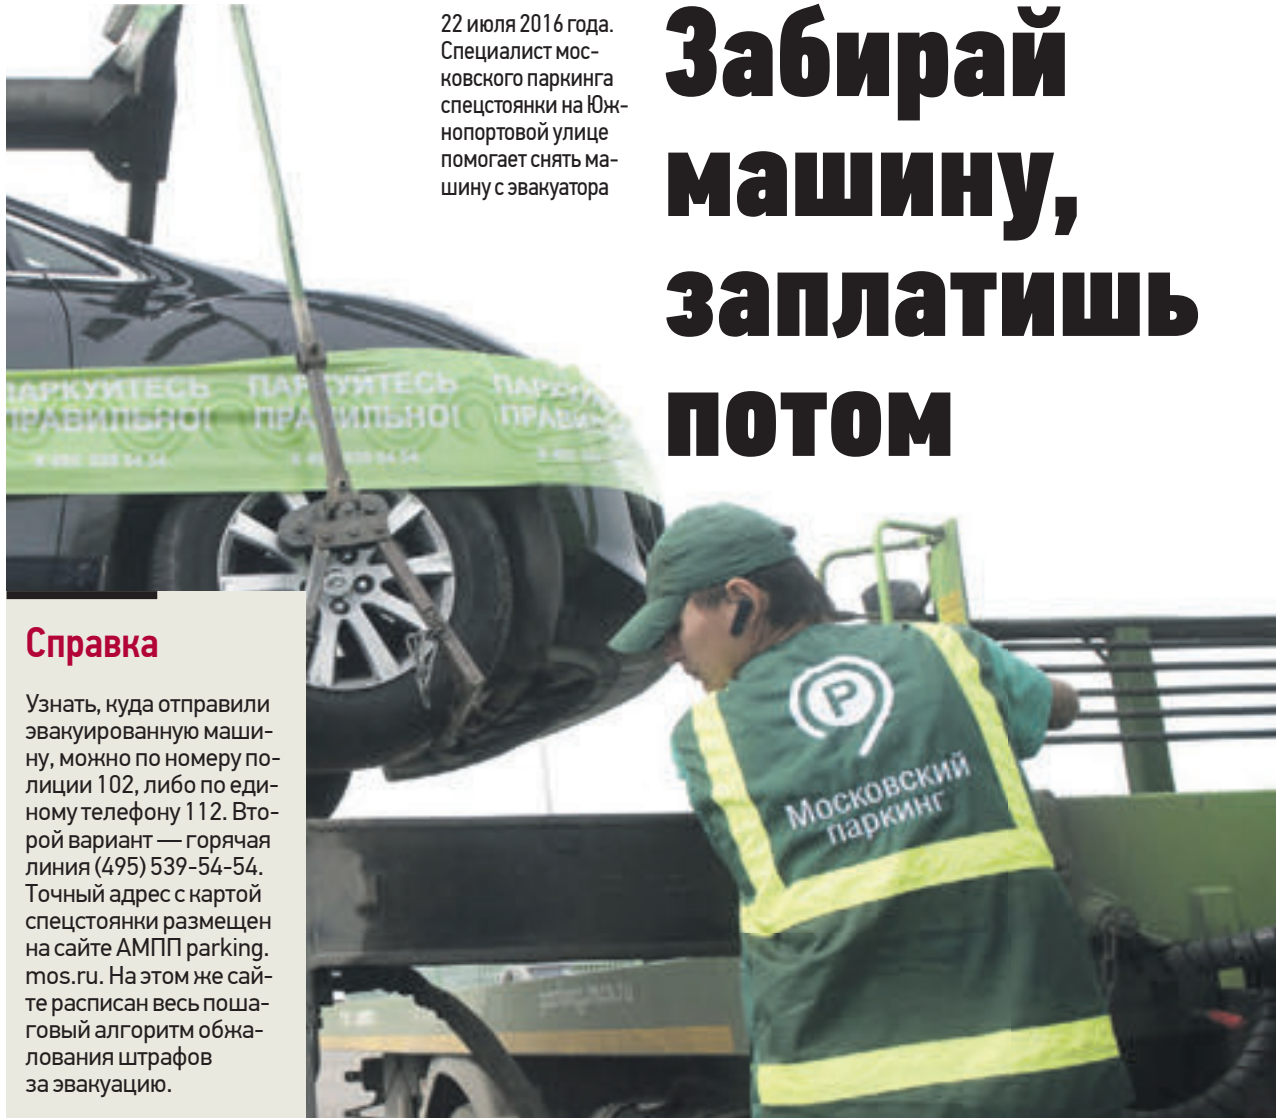 22 июля 2016 года.
Специалист мос-
ковского паркинга
спецстоянки на Юж-
нопортовой улице
помогает снять ма-
шину с эвакуатора
Забирай
машину,
заплатишь
потом
ПАРКУЙТЕСЬ ПАРКУЙТЕСЬ
ПРАВИЛЬНО! ПРАВИЛЬНО!
P
Московский
паркинг
Справка
Узнать, куда отправили
эвакуированную маши-
ну, можно по номеру по-
лиции 102, либо по еди-
ному телефону 112. Вто-
рой вариант — горячая
линия (495) 539-54-54.
Точный адрес с картой
спецстоянки размещен
на сайте АМПП parking.
mos.ru. На этом же сай-
те расписан весь поша-
говый алгоритм обжа-
лования штрафов
за эвакуацию.